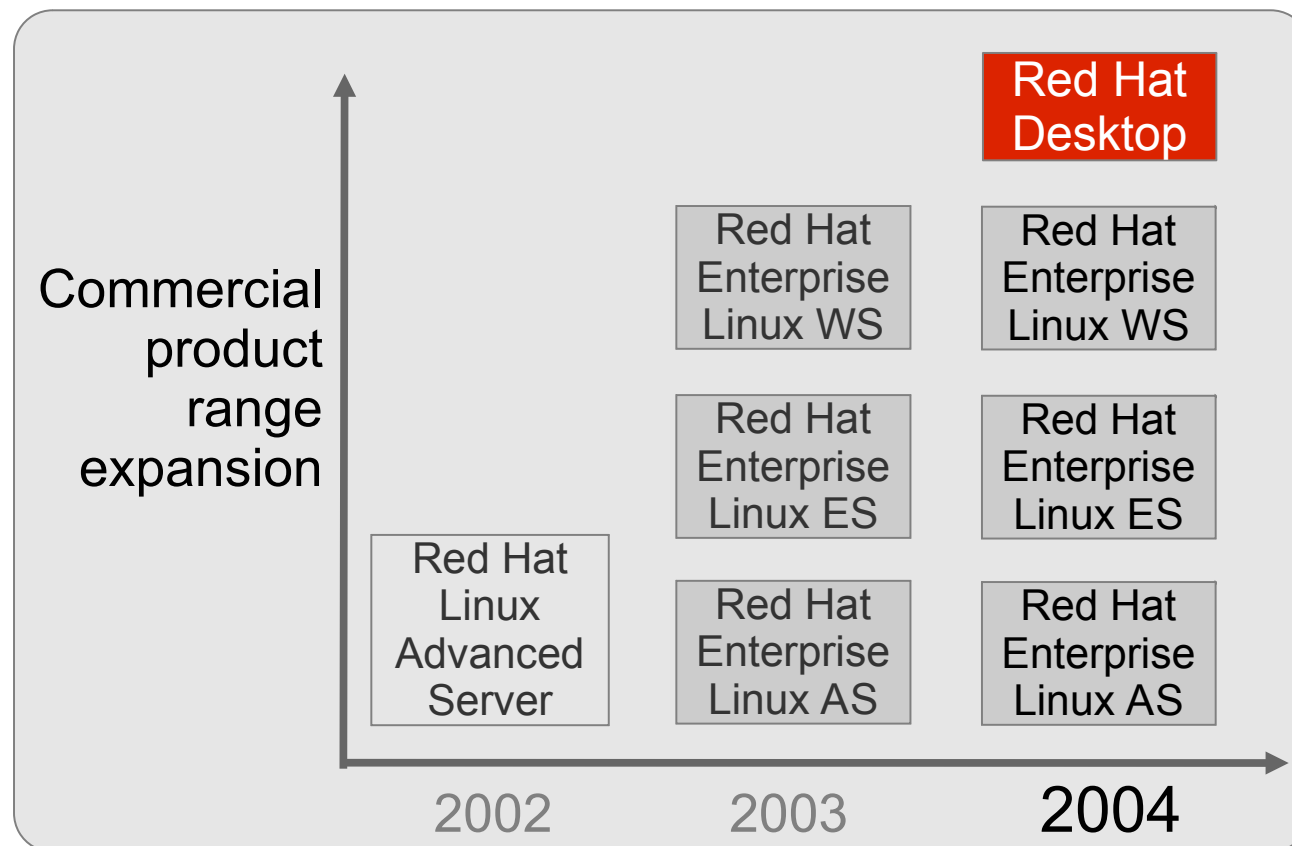 Commercial
product
range
expansion
Red Hat
Linux
Advanced
Server
Red Hat
Enterprise
Linux WS
Red Hat
Enterprise
Linux ES
Red Hat
Enterprise
Linux AS
Red Hat
Desktop
Red Hat
Enterprise
Linux WS
Red Hat
Enterprise
Linux ES
Red Hat
Enterprise
Linux AS
2002
2003
2004